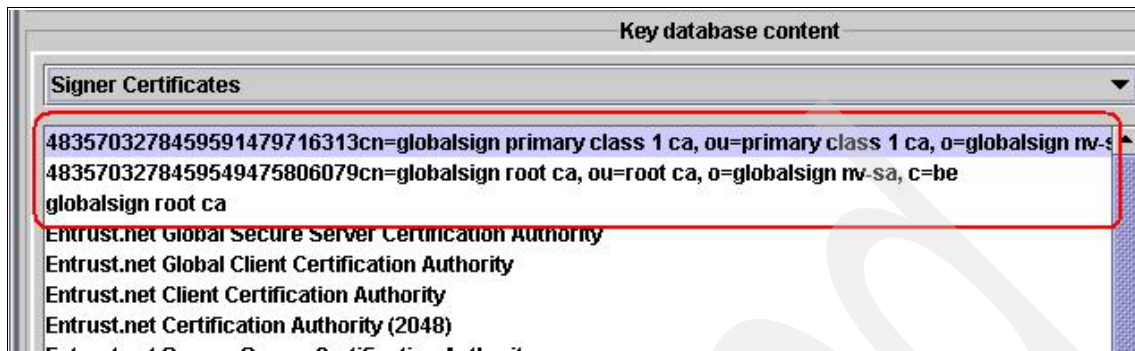 Key database content
Signer Certificates
4835703278459591479716313cn=globalsign primary class 1 ca, ou=primary class 1 ca, o=globalsign nv-s
4835703278459549475806079cn=globalsign root ca, ou=root ca, o=globalsign nv-sa, c=be
globalsign root ca
Entrust.net Global Secure Server Certification Authority
Entrust.net Global Client Certification Authority
Entrust.net Client Certification Authority
Entrust.net Certification Authority (2048)